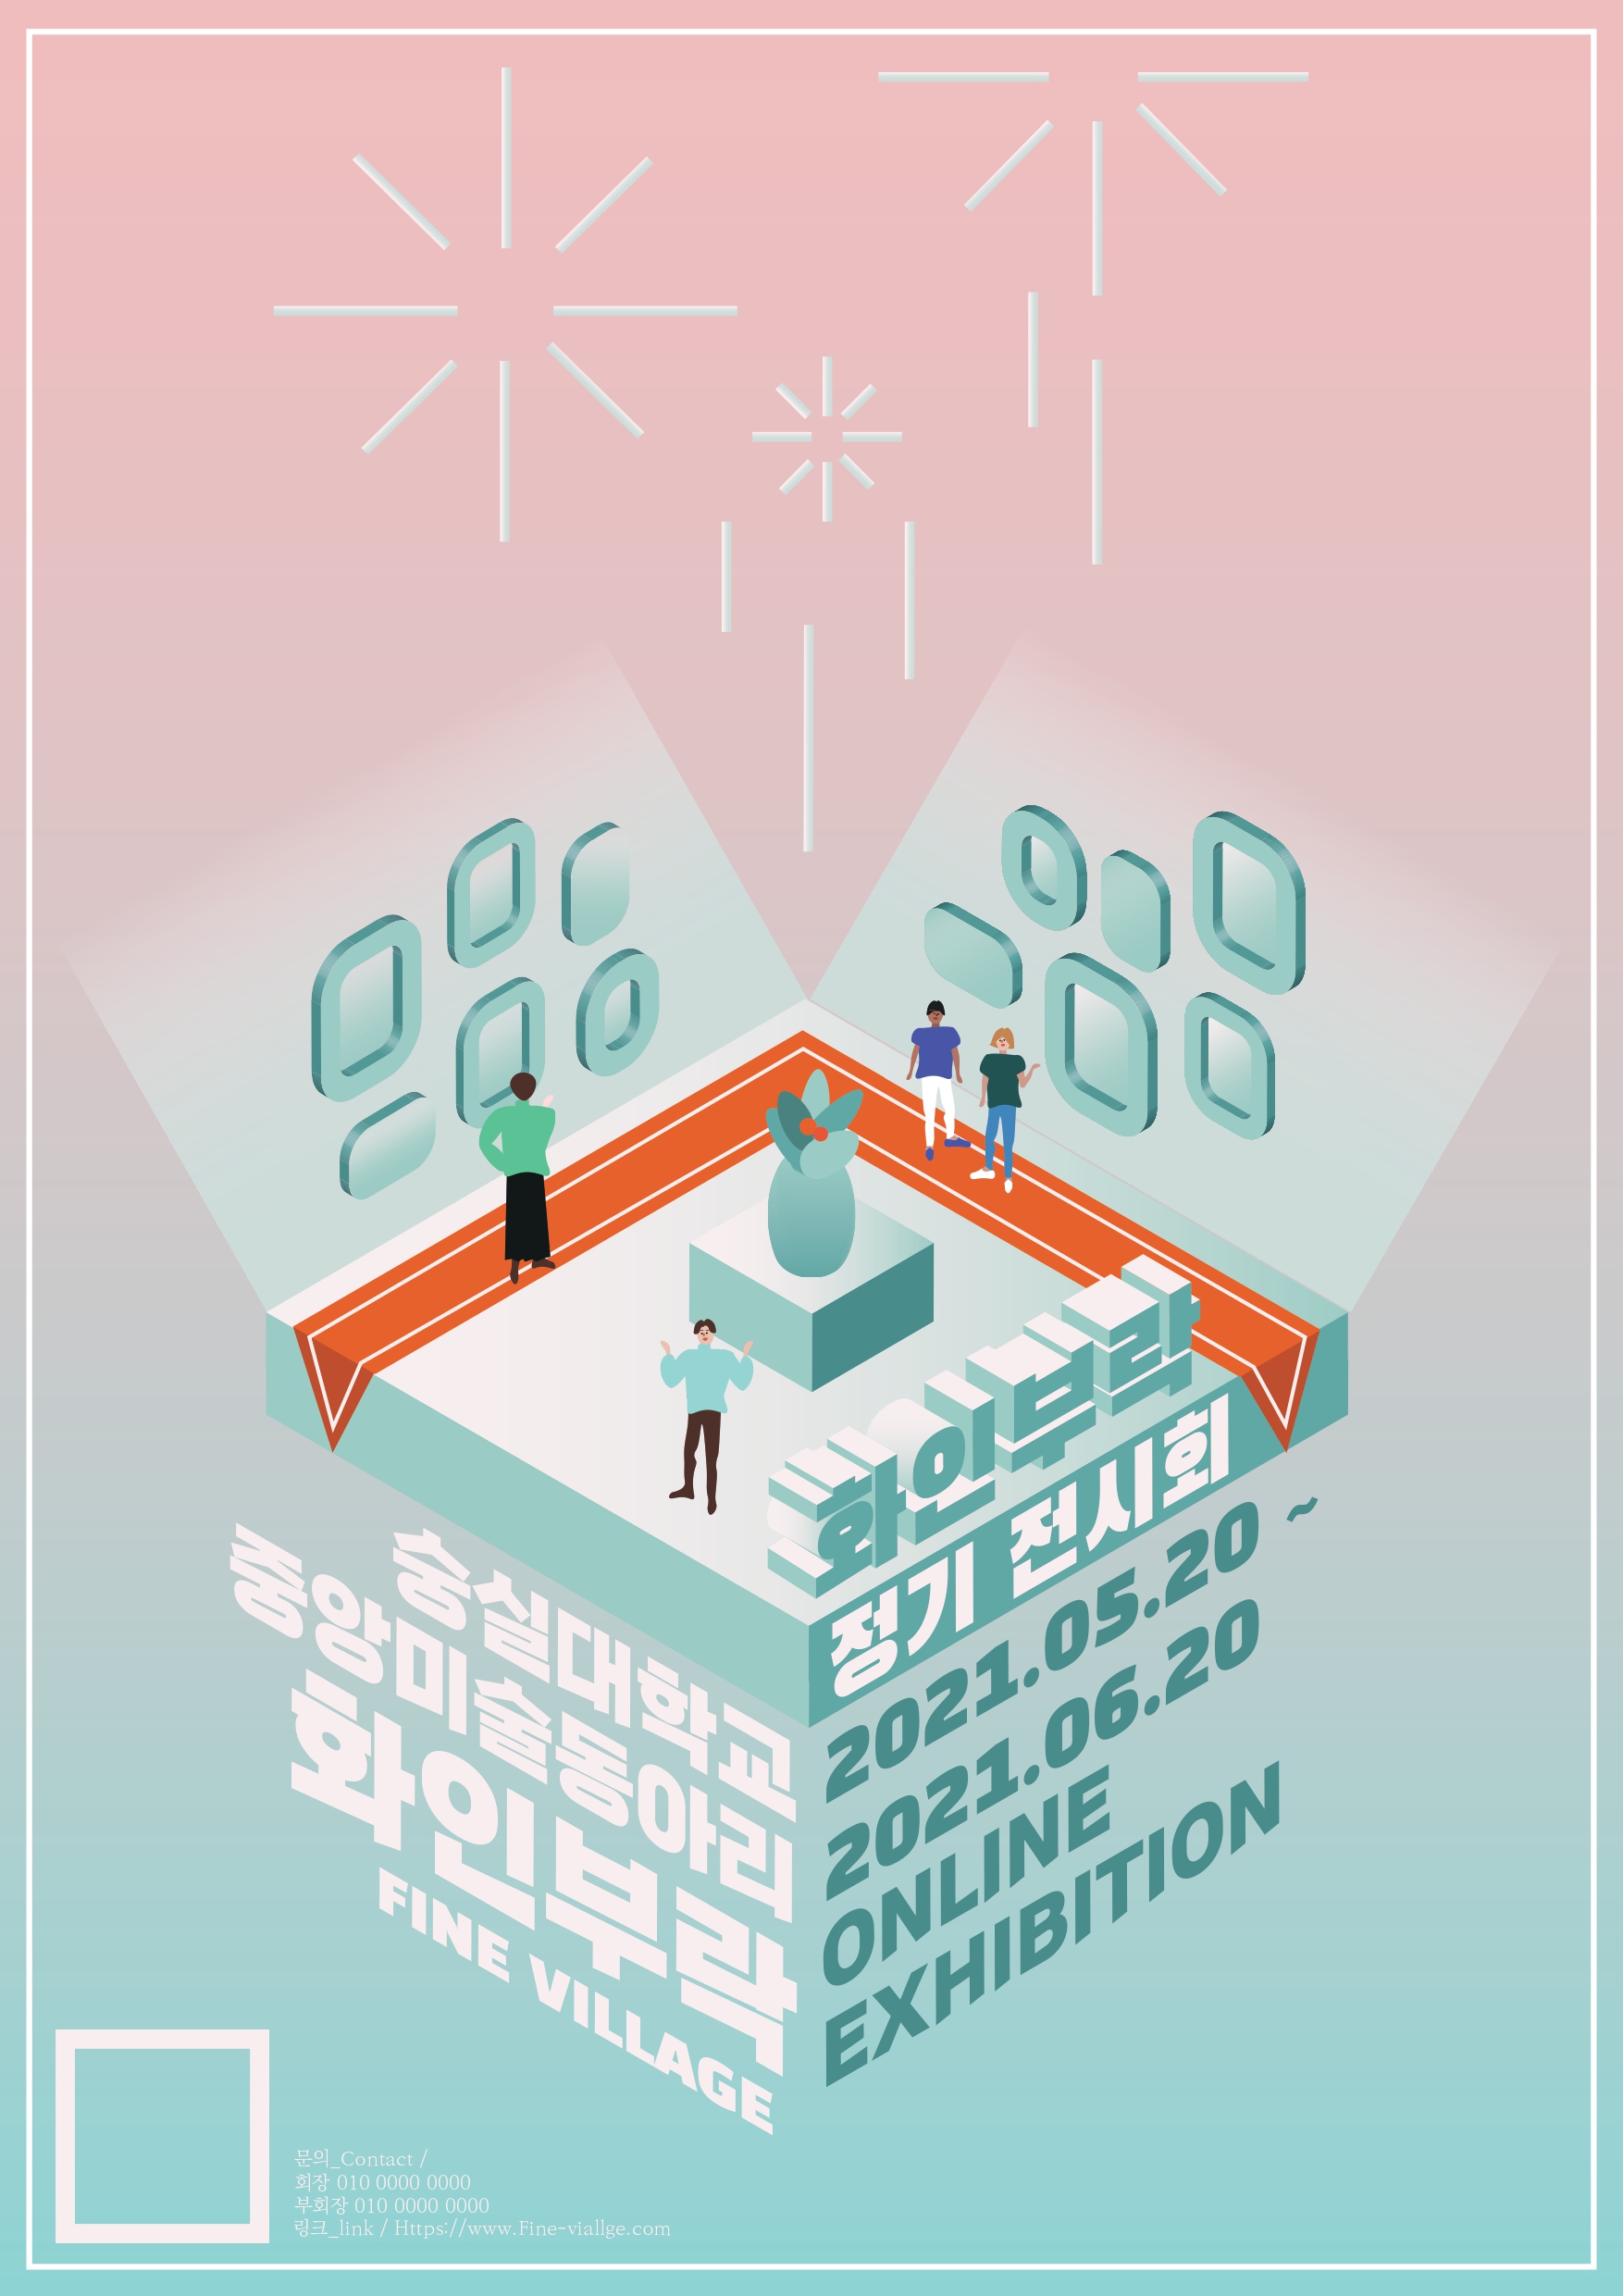 화인부락
정기 전시회
2021.05.20 ~
2021.06.20
ONLINE
EXHIBITION
숭실대학교
중앙미술동아리
화인부락
FINE VILLAGE
문의_Contact /
회장 010 0000 0000
부회장 010 0000 0000
링크_link / Https://www.Fine-viallge.com